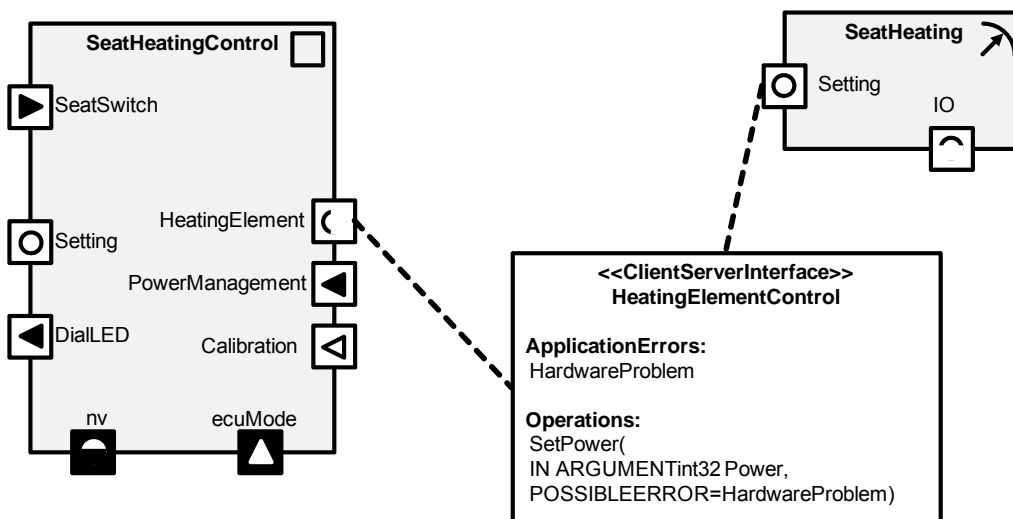 SeatHeatingControl
SeatSwitch
HeatingElement
Setting
PowerManagement
DialLED
Calibration
nv
ecuMode
SeatHeating
Setting
IO
<<ClientServerInterface>>
HeatingElementControl
ApplicationErrors:
HardwareProblem
Operations:
SetPower(
IN ARGUMENTint32 Power,
POSSIBLEERROR=HardwareProblem)